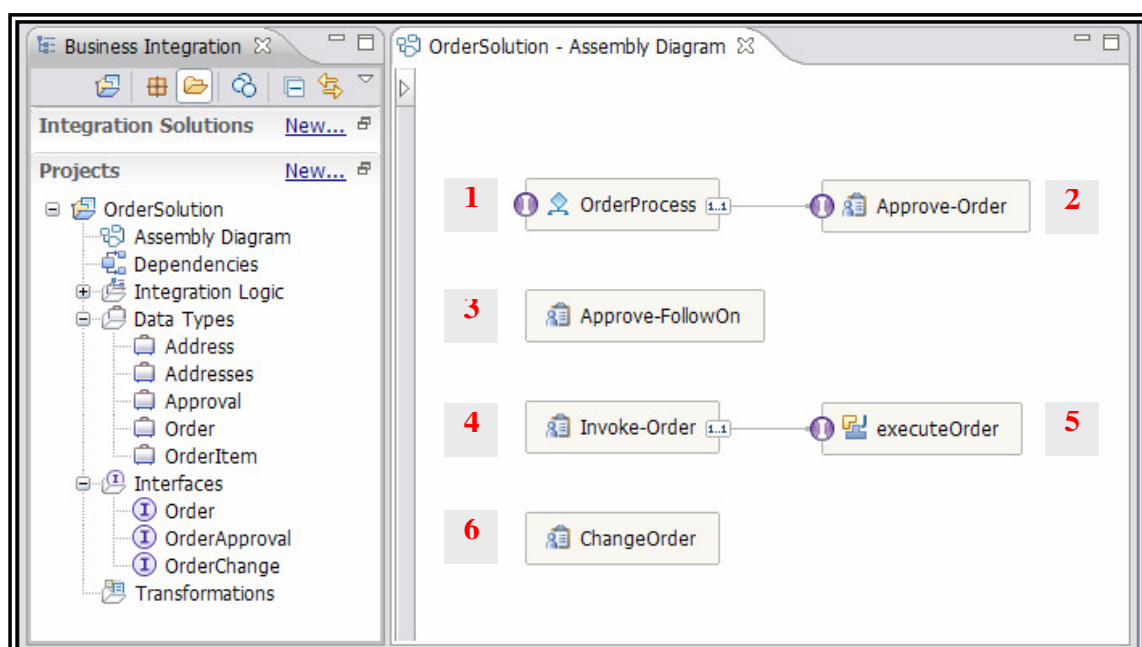 Business Integration
OrderSolution - Assembly Diagram
Integration Solutions New...
Projects New...
OrderSolution
Assembly Diagram
Dependencies
Integration Logic
Data Types
Address
Addresses
Approval
Order
OrderItem
Interfaces
Order
OrderApproval
OrderChange
Transformations
1 I OrderProcess 1..1 I Approve-Order 2
3 Approve-FollowOn
4 Invoke-Order 1..1 I executeOrder 5
6 ChangeOrder